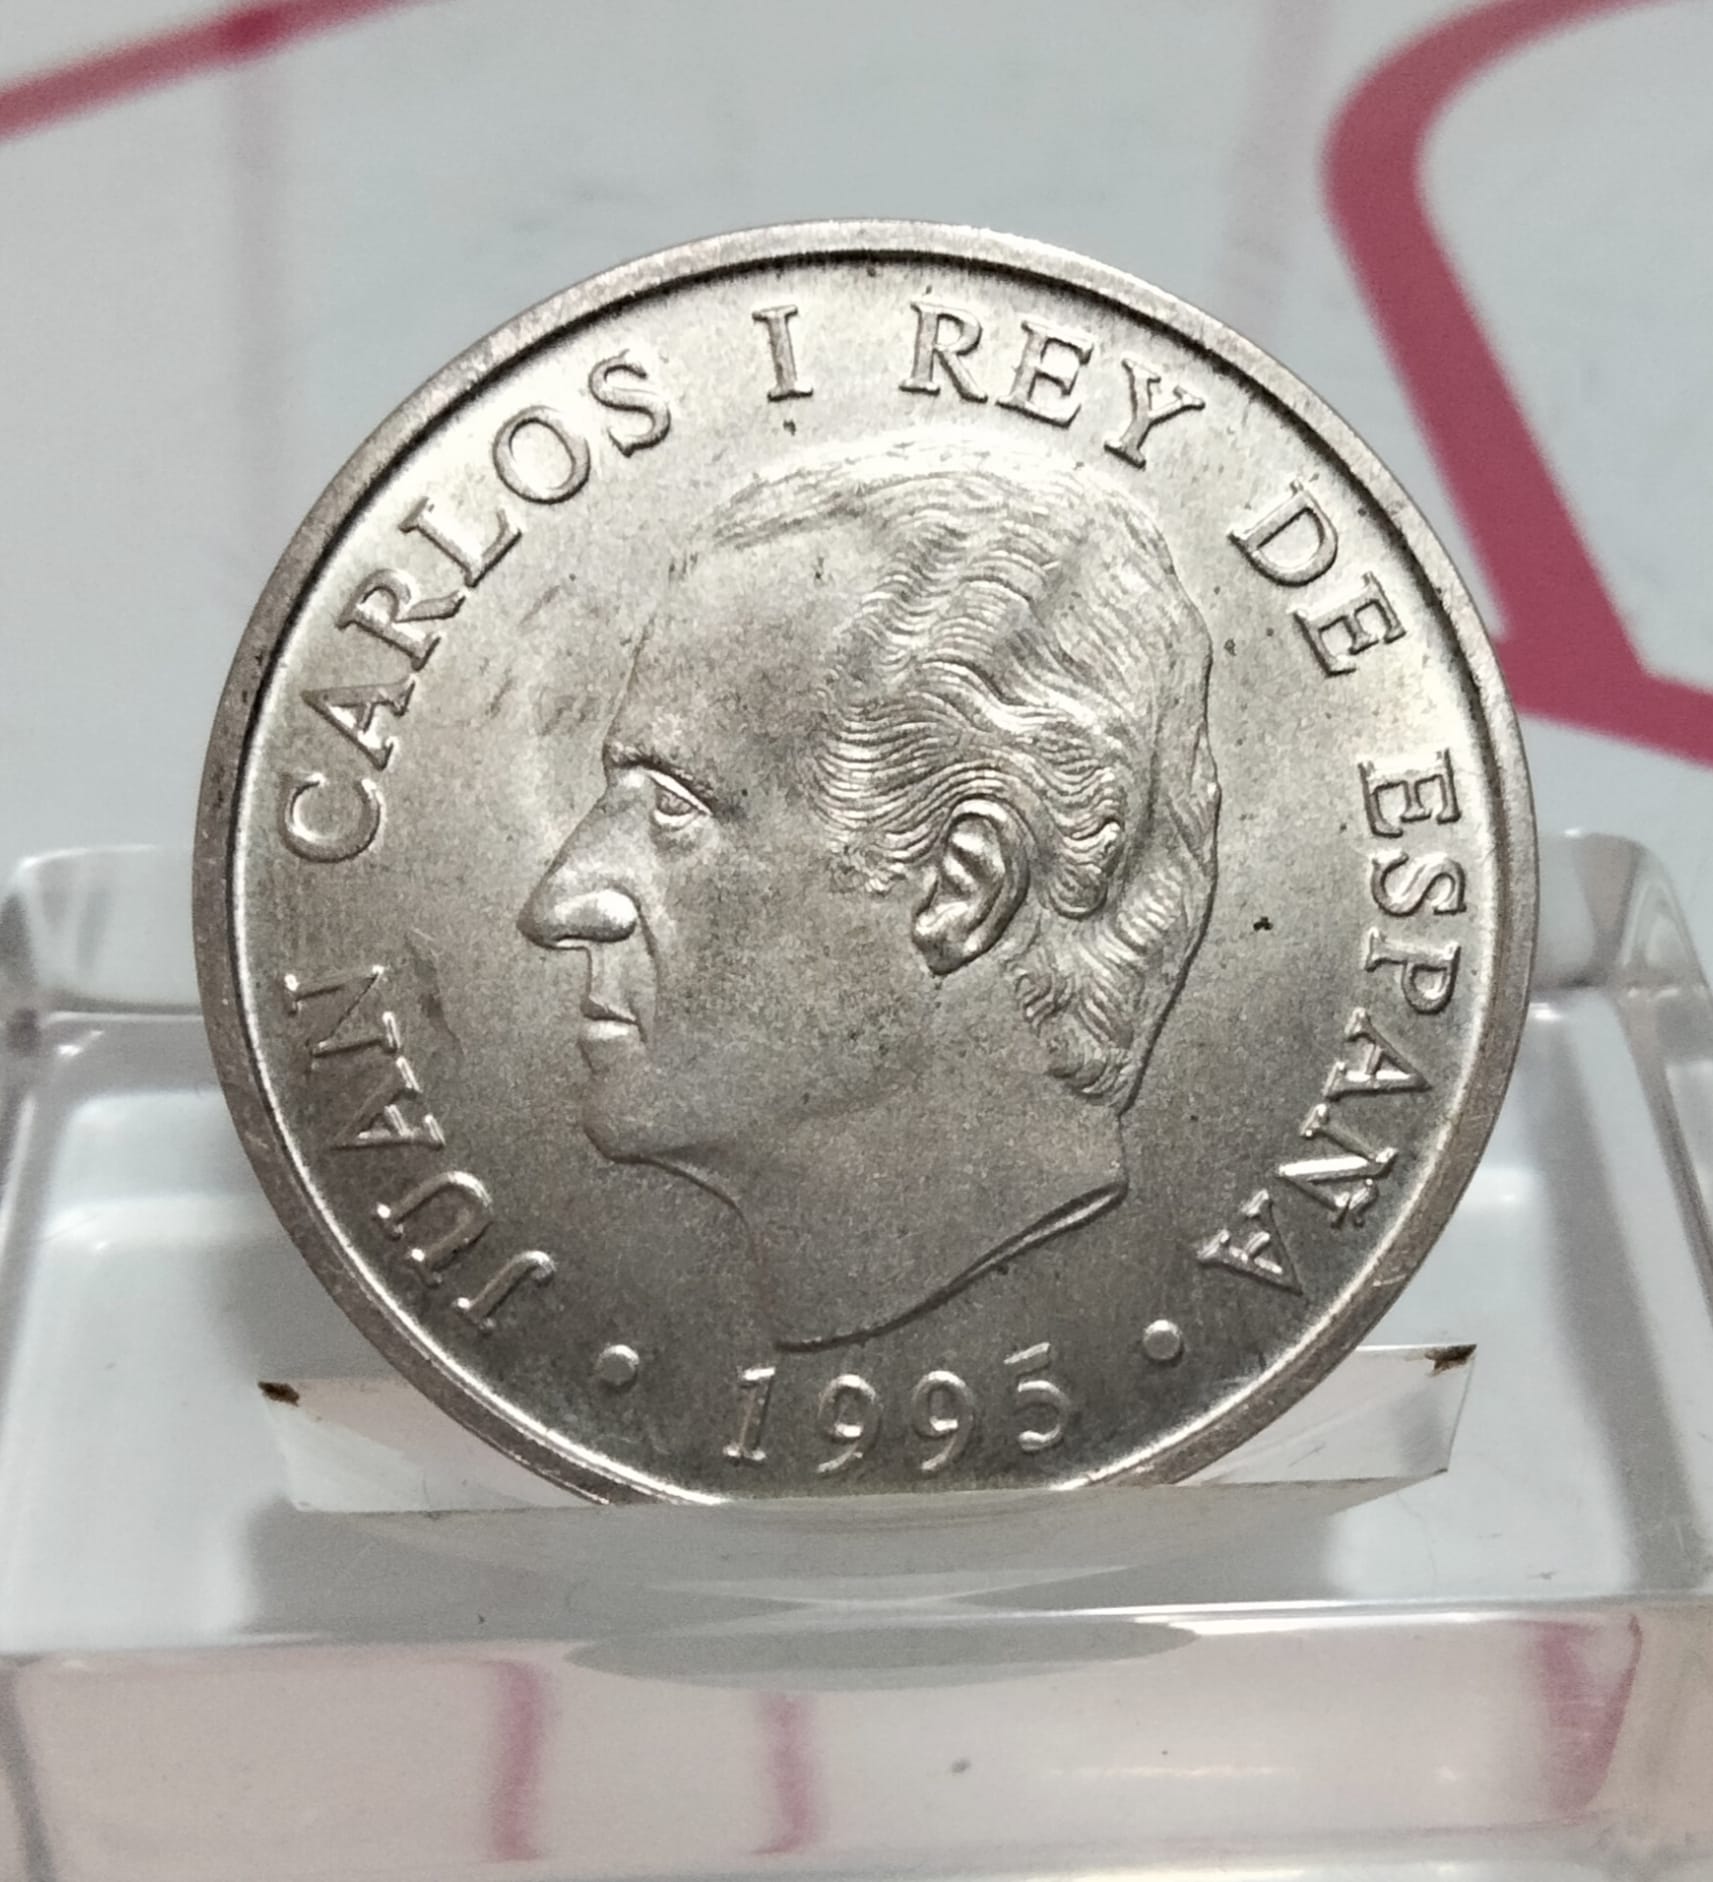 JUAN CARLOS I REY DE ESPAÑA
• 1995 •